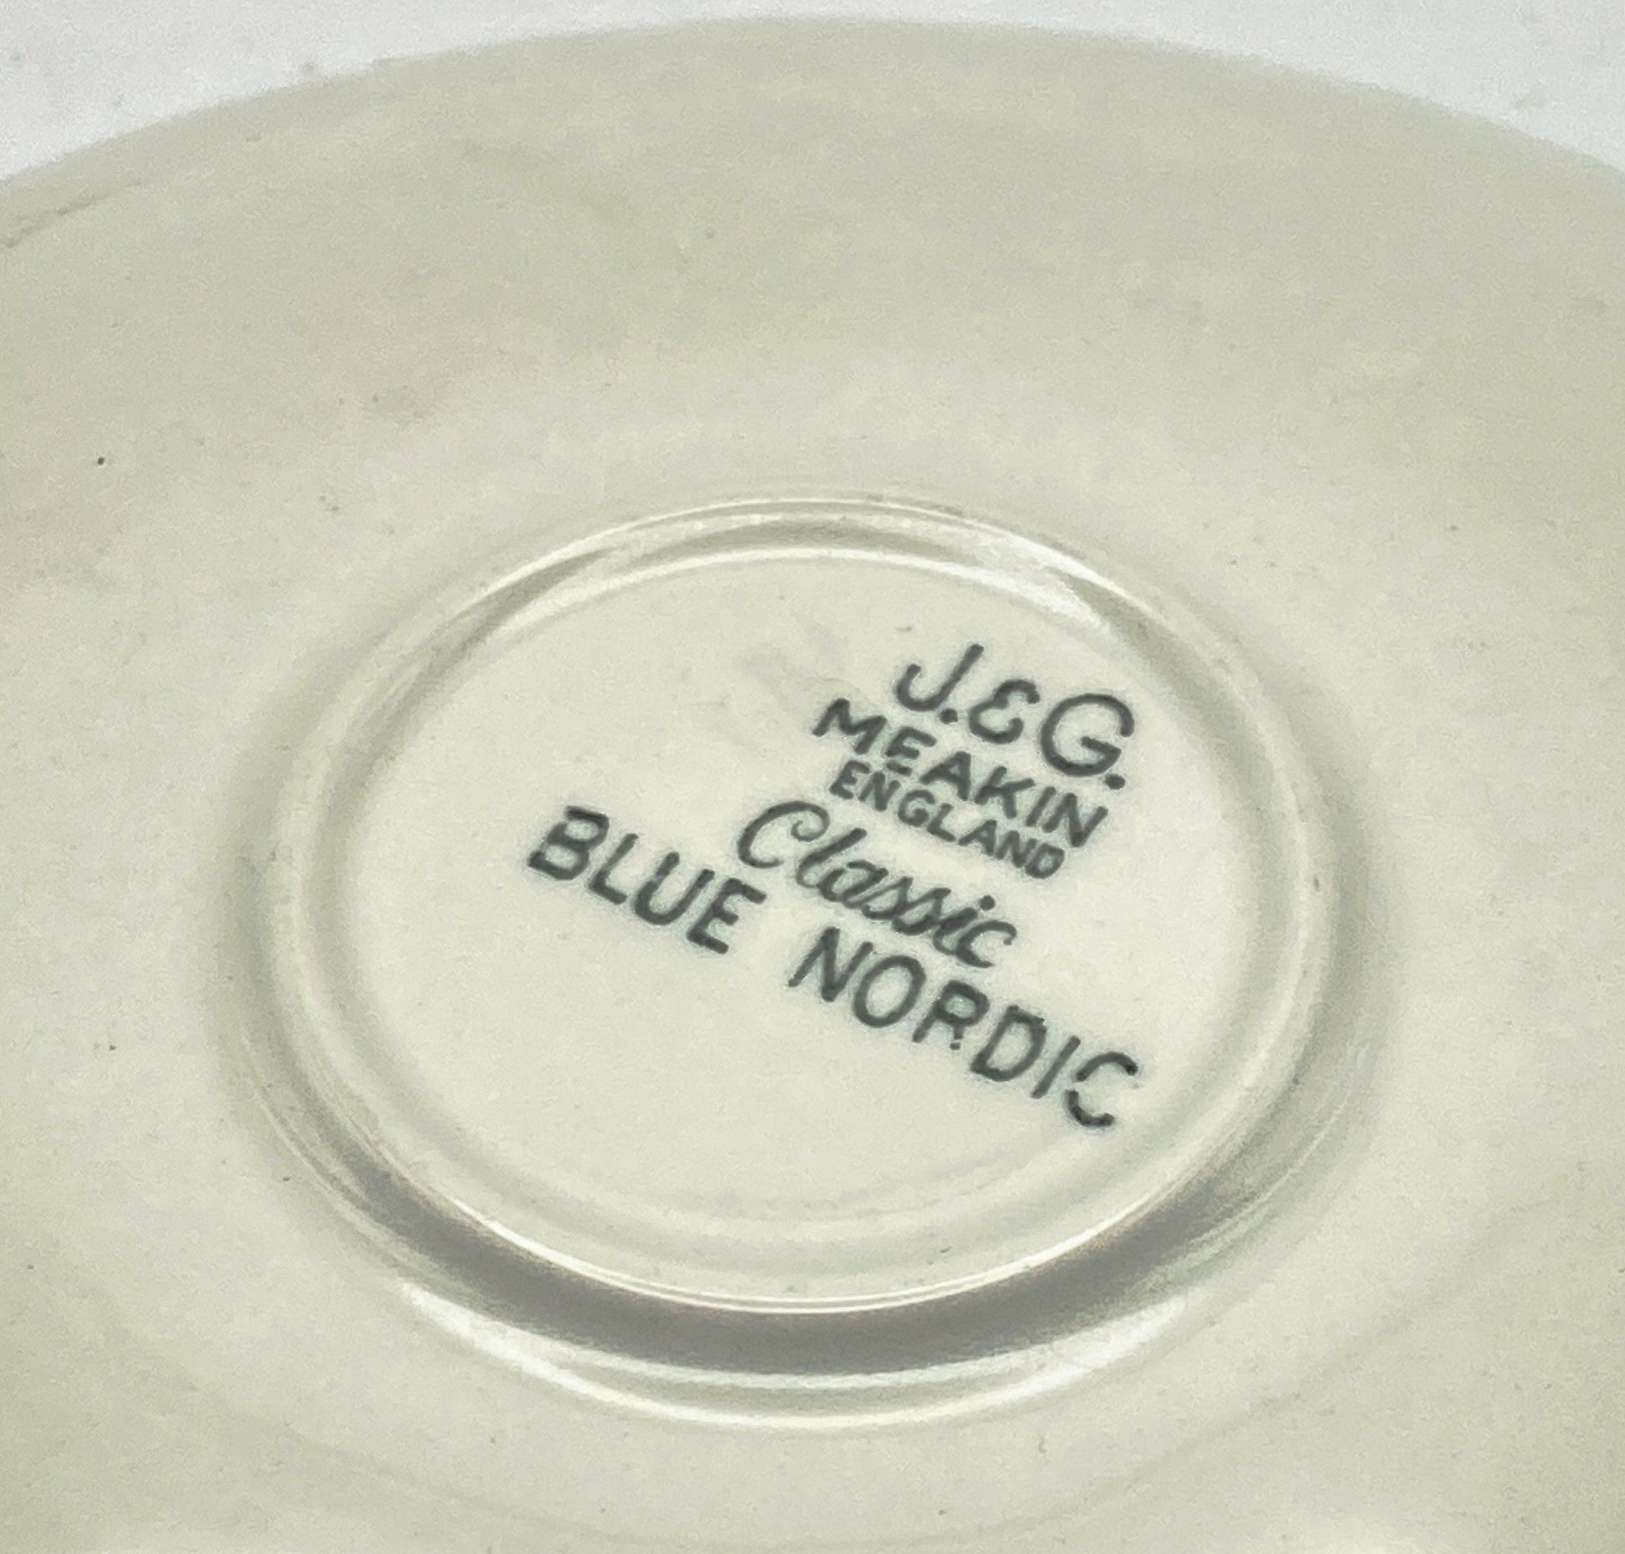 J.&G.
MEAKIN
ENGLAND
Classic
BLUE NORDIC